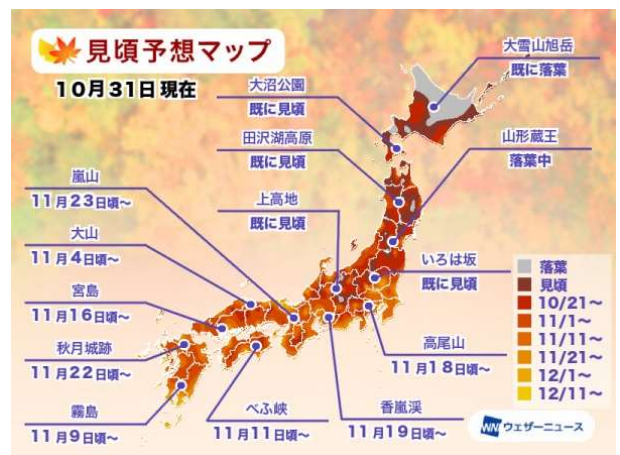 見頃予想マップ
10月31日 現在
大雪山旭岳
既に落葉
大沼公園
既に見頃
田沢湖高原
既に見頃
山形蔵王
落葉中
嵐山
11月23日頃〜
上高地
既に見頃
大山
11月4日頃〜
いろは坂
既に見頃
宮島
11月16日頃〜
秋月城跡
11月22日頃〜
高尾山
11月18日頃〜
霧島
11月9日頃〜
べふ峡
11月11日頃〜
香嵐渓
11月19日頃〜
落葉
見頃
10/21〜
11/1〜
11/11〜
11/21〜
12/1〜
12/11〜
WNI ウェザーニュース